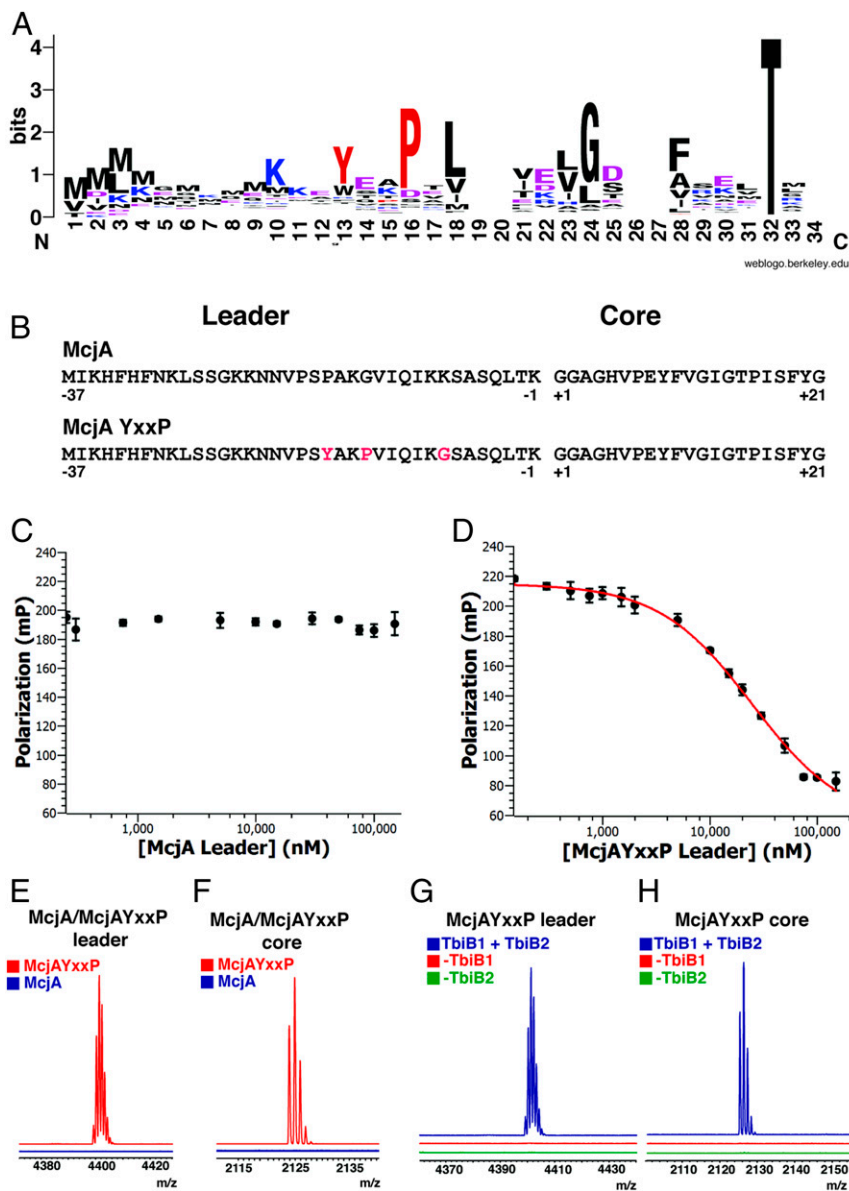 A
bits
4
3
2
1
0
M M M M K Y E A P L V E L G D F E T
1 2 3 4 5 6 7 8 9 10 11 12 13 14 15 16 17 18 19 20 21 22 23 24 25 26 27 28 29 30 31 32 33 34
N C
weblogo.berkeley.edu
B
Leader Core
McjA
MIKHFHFNKLSSGKKNNVPSPAKGVIQIKKSASQLTK GGAGHVPEYFVGIGTPISFYG
-37 -1 +1 +21
McjA YxxP
MIKHFHFNKLSSGKKNNVPSYAKPVIQIKGSASQLTK GGAGHVPEYFVGIGTPISFYG
-37 -1 +1 +21
C
Polarization (mP)
240
220
200
180
160
140
120
100
80
60
1,000 10,000 100,000
[McjA Leader] (nM)
D
Polarization (mP)
240
220
200
180
160
140
120
100
80
60
1,000 10,000 100,000
[McjAYxxP Leader] (nM)
E
McjA/McjAYxxP
leader
McjAYxxP
McjA
4380 4400 4420
m/z
F
McjA/McjAYxxP
core
McjAYxxP
McjA
2115 2125 2135
m/z
G
McjAYxxP leader
TbiB1 + TbiB2
-TbiB1
-TbiB2
4370 4390 4410 4430
m/z
H
McjAYxxP core
TbiB1 + TbiB2
-TbiB1
-TbiB2
2110 2120 2130 2140 2150
m/z